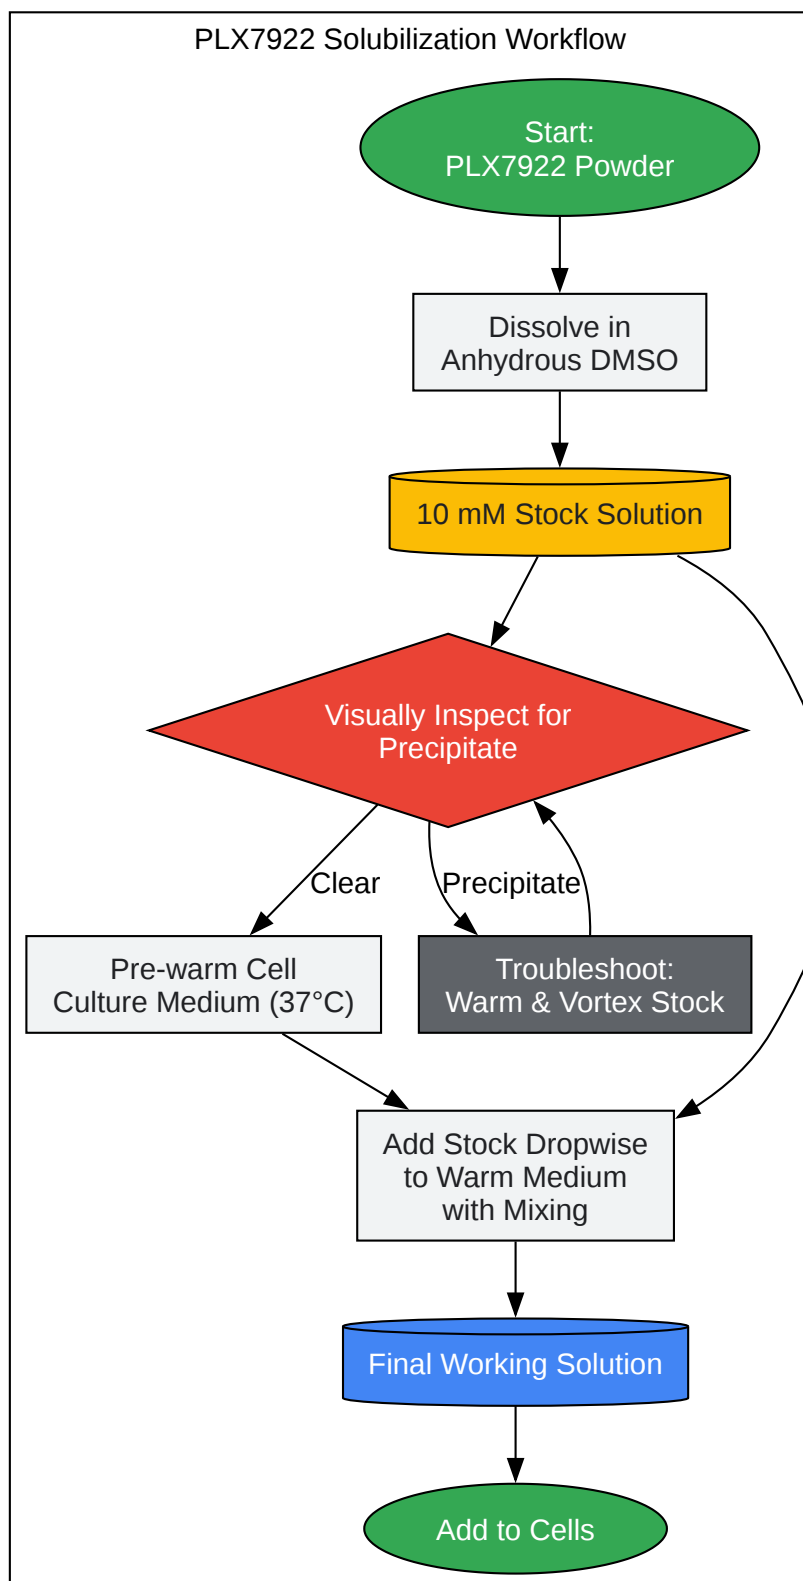 PLX7922 Solubilization Workflow
Start:
PLX7922 Powder
Dissolve in
Anhydrous DMSO
10 mM Stock Solution
Visually Inspect for
Precipitate
Clear
Precipitate
Pre-warm Cell
Culture Medium (37°C)
Troubleshoot:
Warm & Vortex Stock
Add Stock Dropwise
to Warm Medium
with Mixing
Final Working Solution
Add to Cells